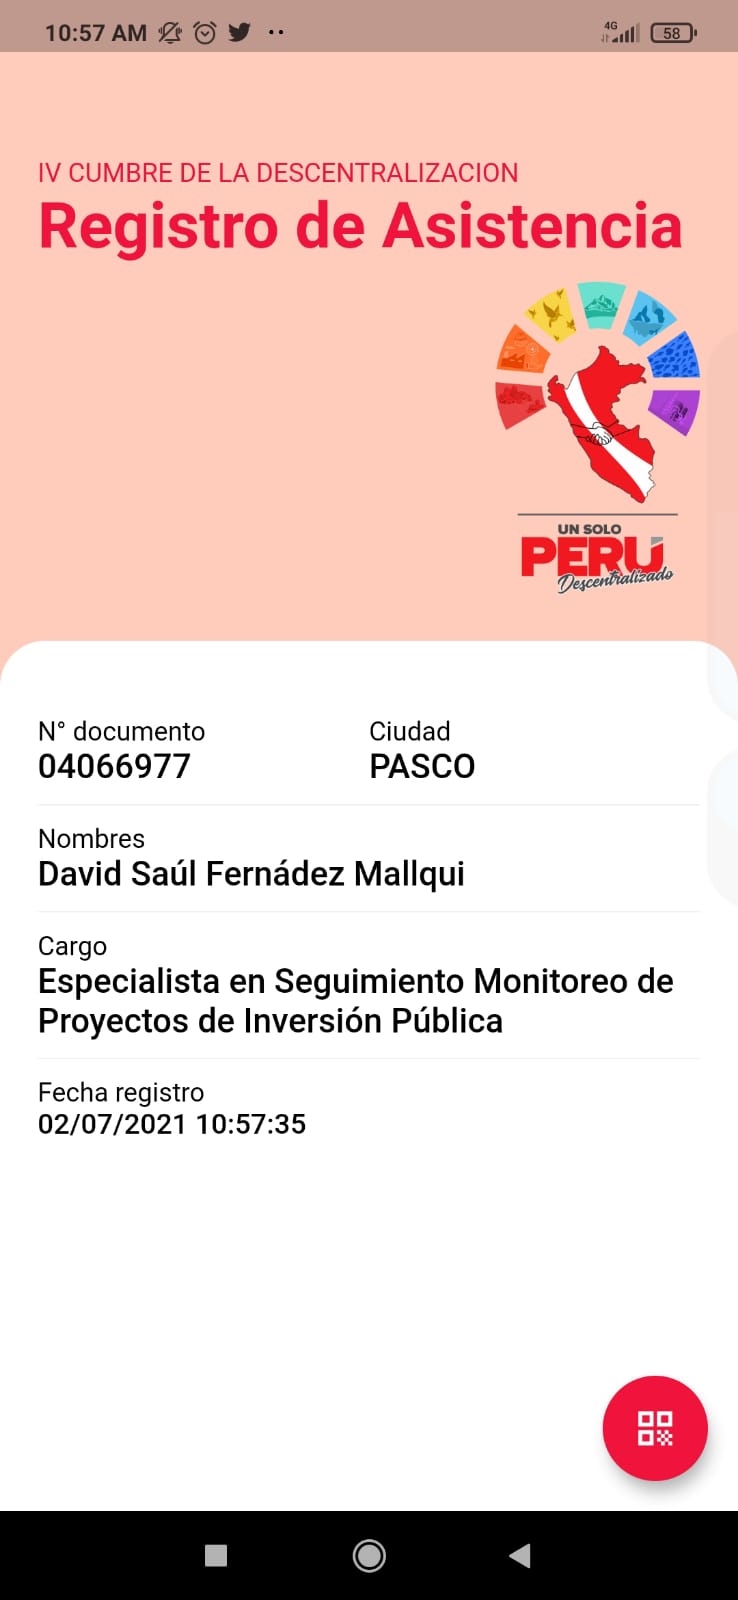 10:57 AM
4G
58
IV CUMBRE DE LA DESCENTRALIZACION
Registro de Asistencia
UN SOLO
PERÚ
Descentralizado
N° documento
04066977
Ciudad
PASCO
Nombres
David Saúl Fernádez Mallqui
Cargo
Especialista en Seguimiento Monitoreo de
Proyectos de Inversión Pública
Fecha registro
02/07/2021 10:57:35